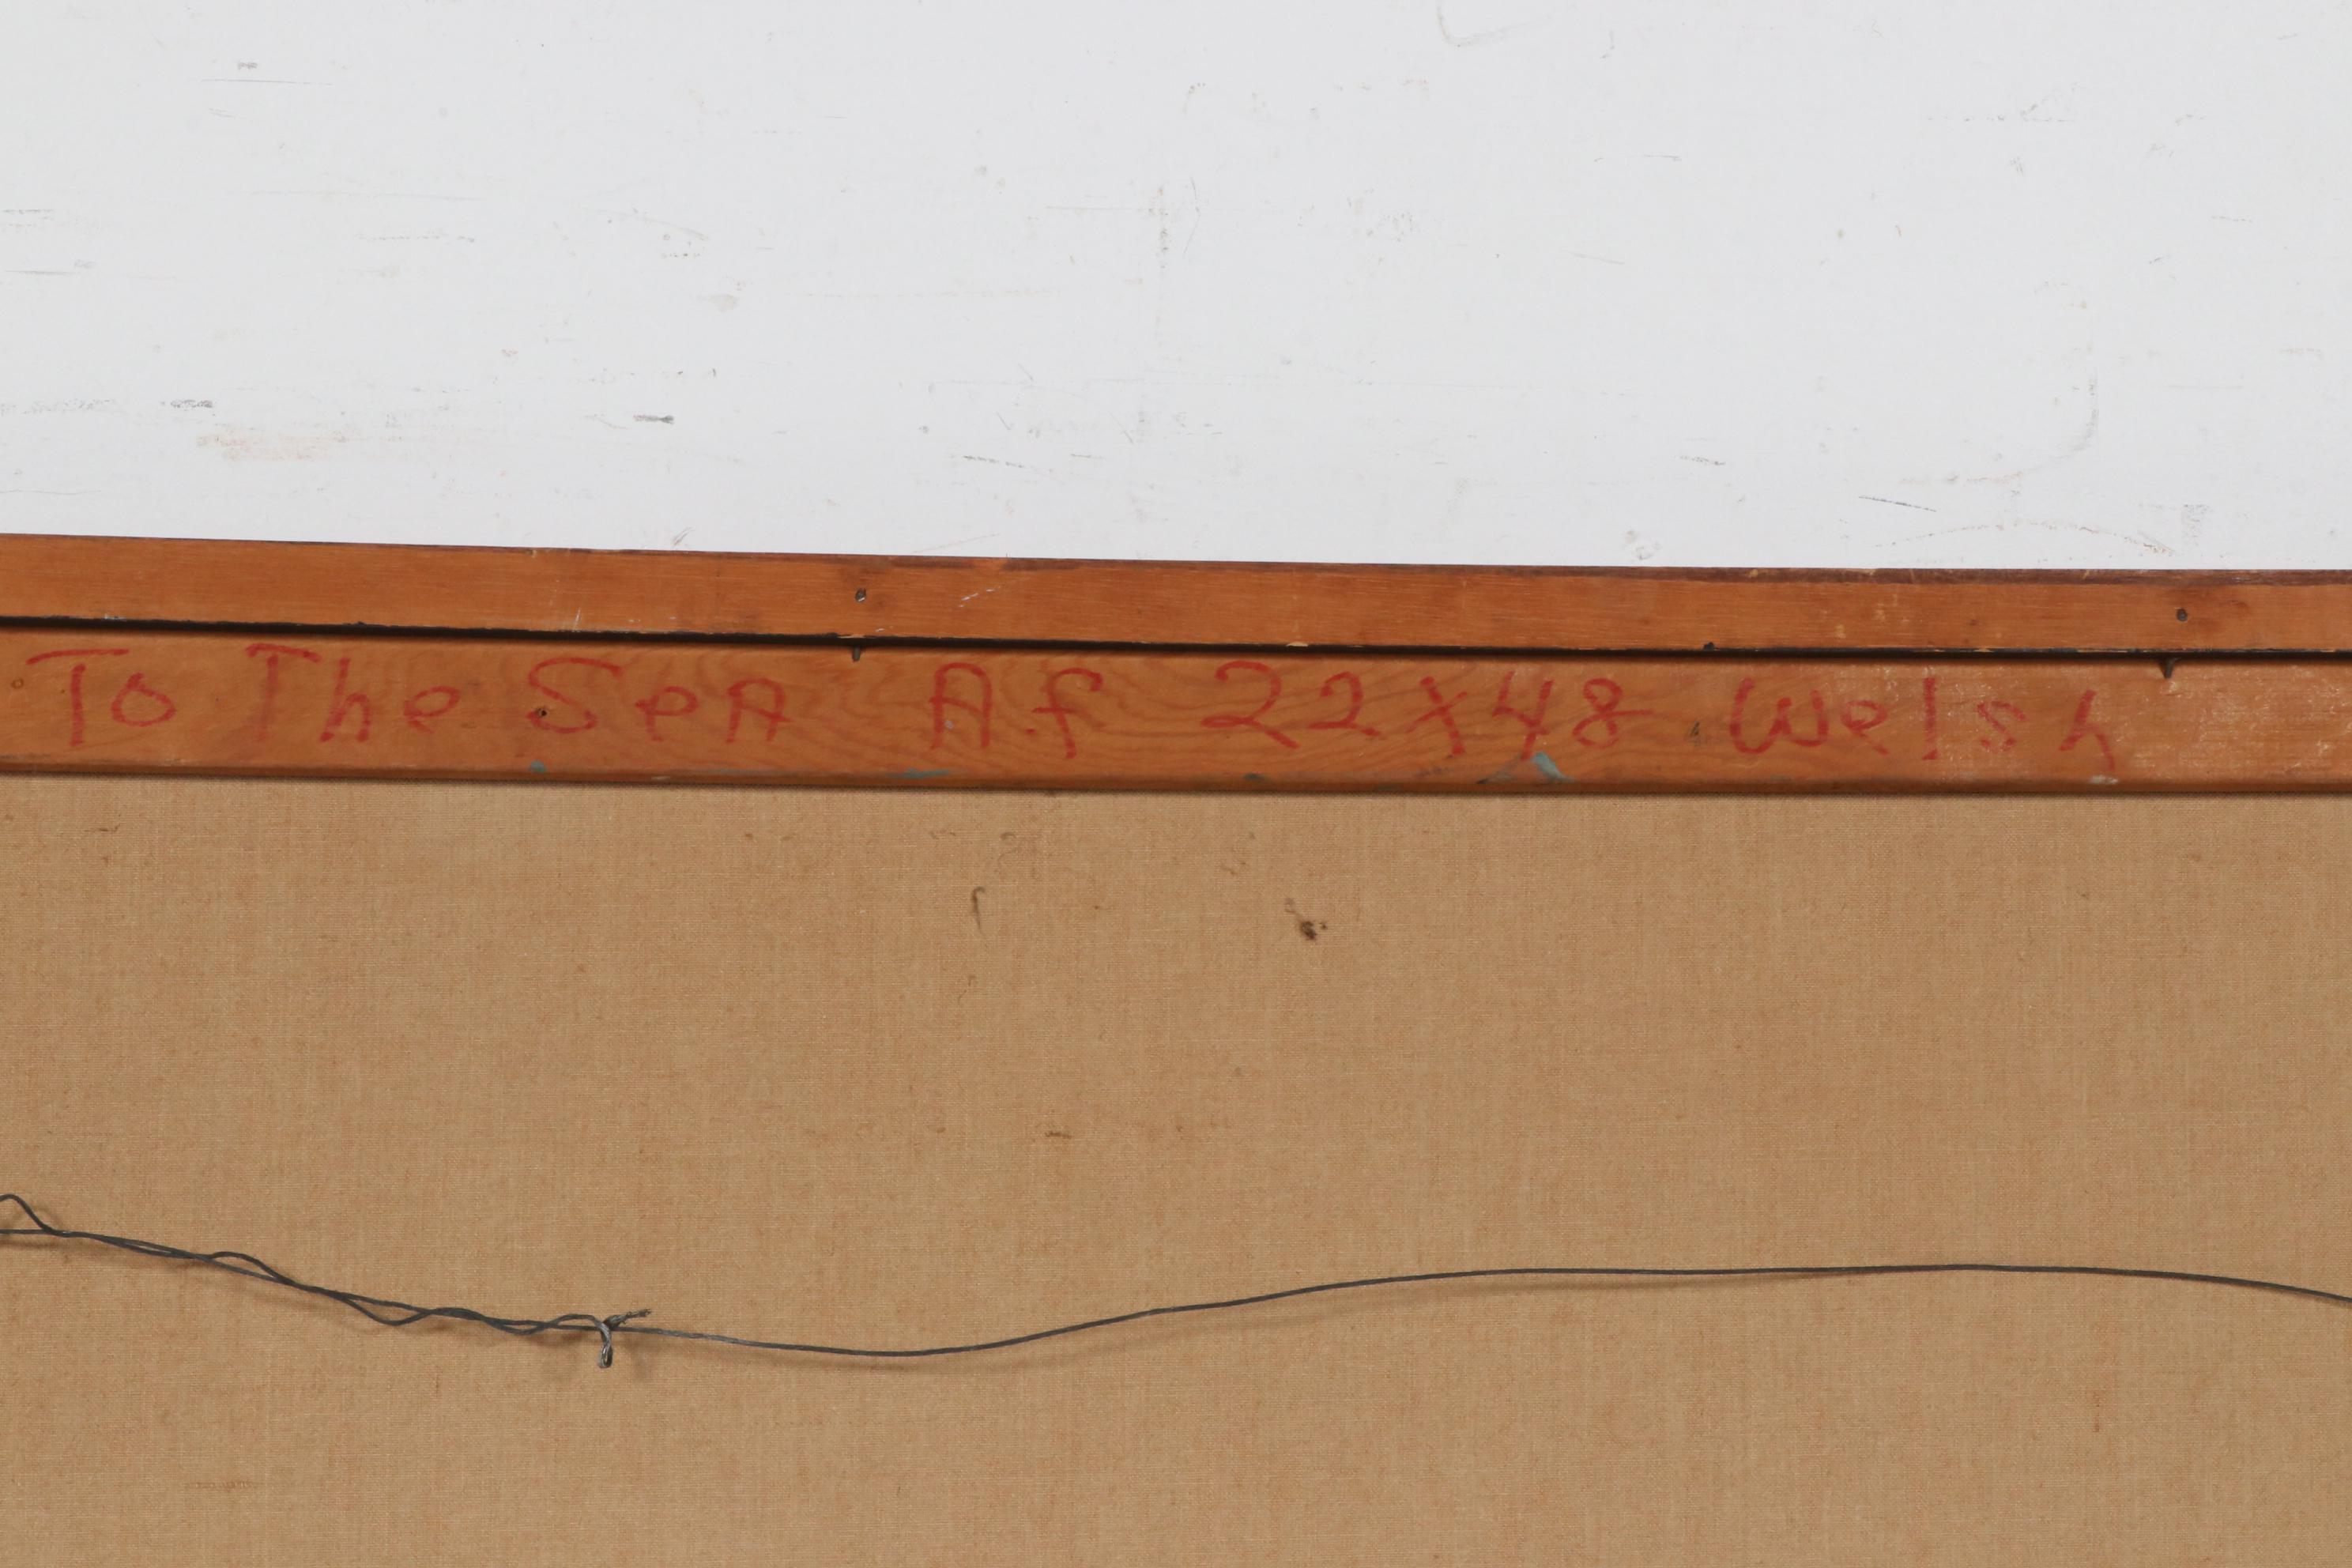 To The SeA A.f 22x48 Welsh